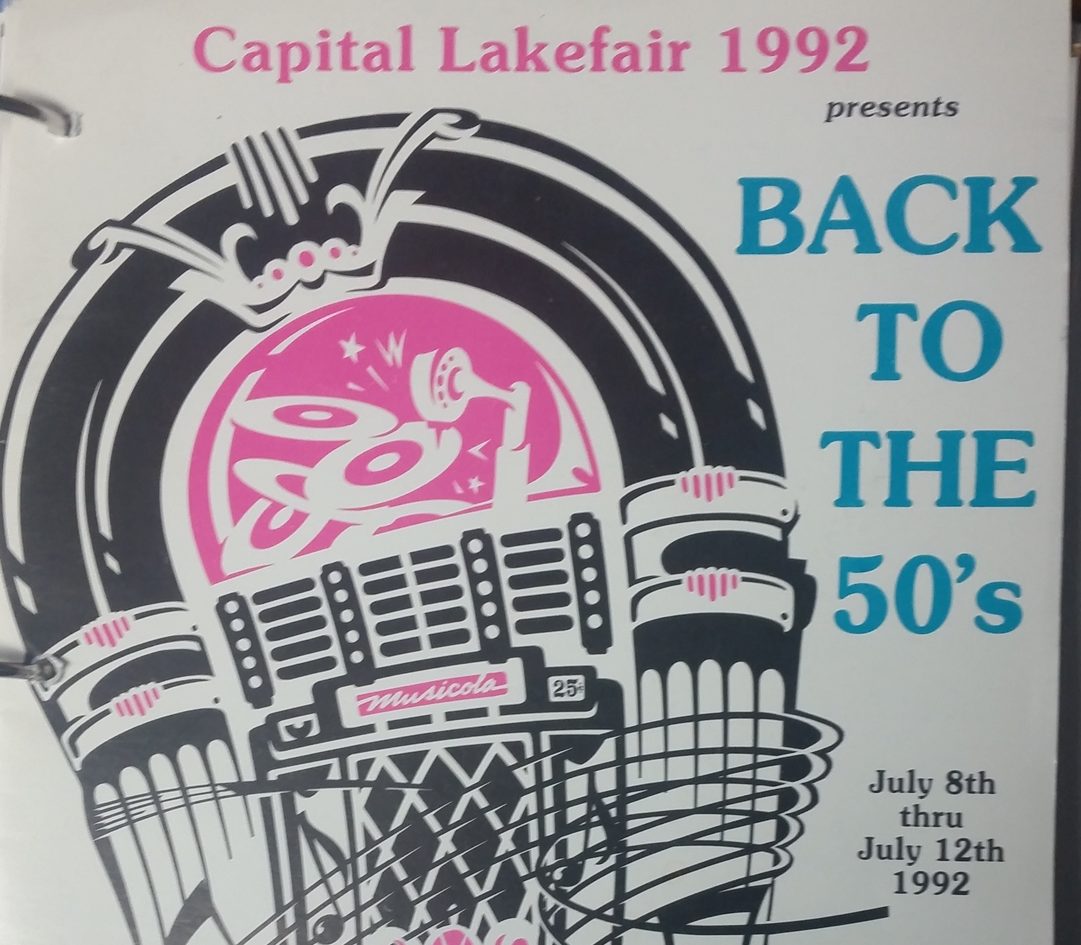 Capital Lakefair 1992
presents
BACK
TO
THE
50's
musicola
25¢
July 8th
thru
July 12th
1992